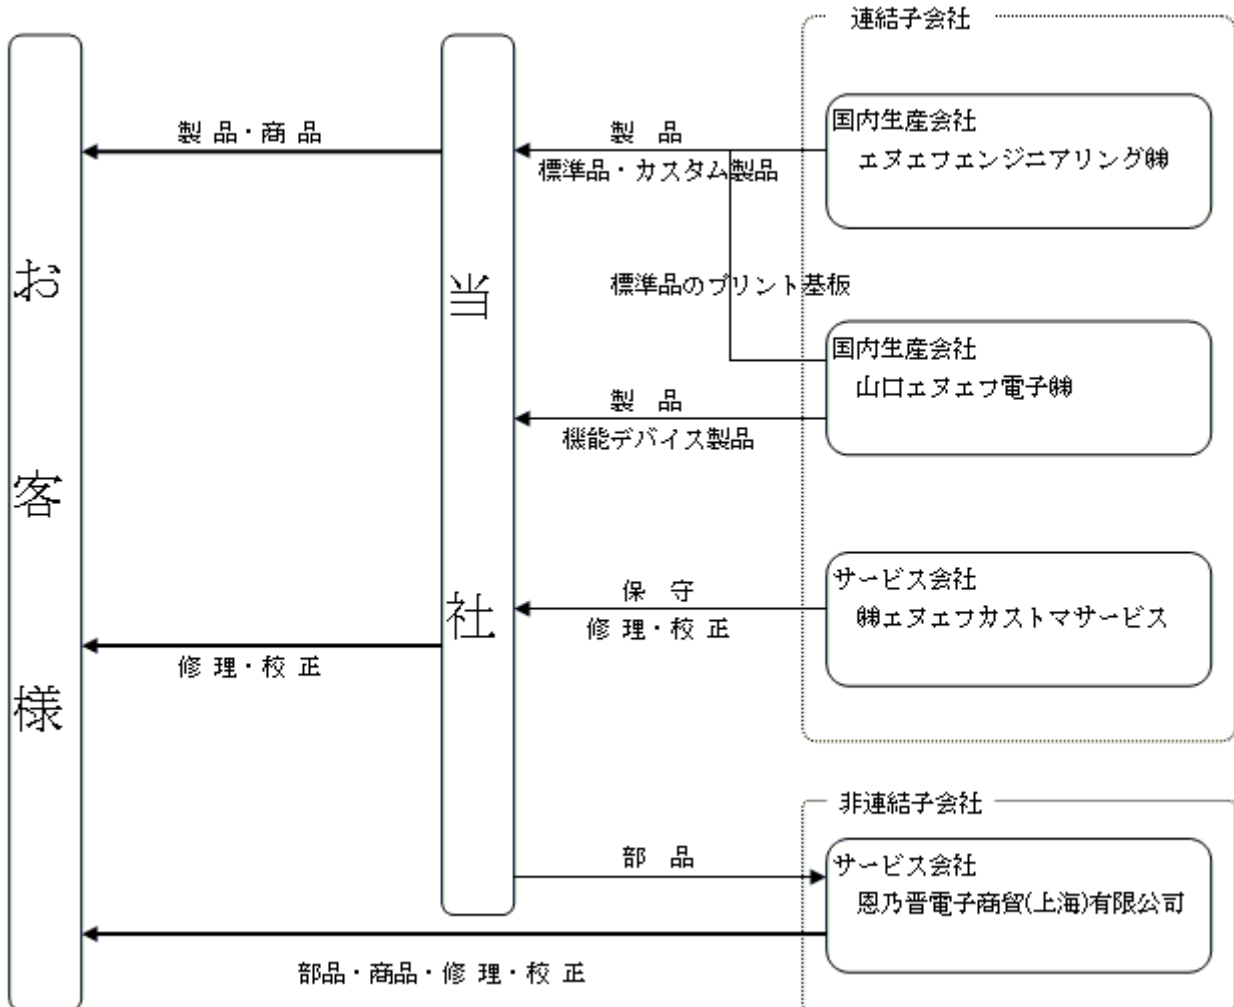 連結子会社
国内生産会社
エヌエフエンジニアリング㈱
製品・商品
製 品
標準品・カスタム製品
標準品のプリント基板
国内生産会社
山口エヌエフ電子㈱
製 品
機能デバイス製品
お客様
当社
サービス会社
㈱エヌエフカストマサービス
保 守
修理・校正
修理・校正
非連結子会社
サービス会社
恩乃普電子商貿(上海)有限公司
部 品
部品・商品・修理・校正